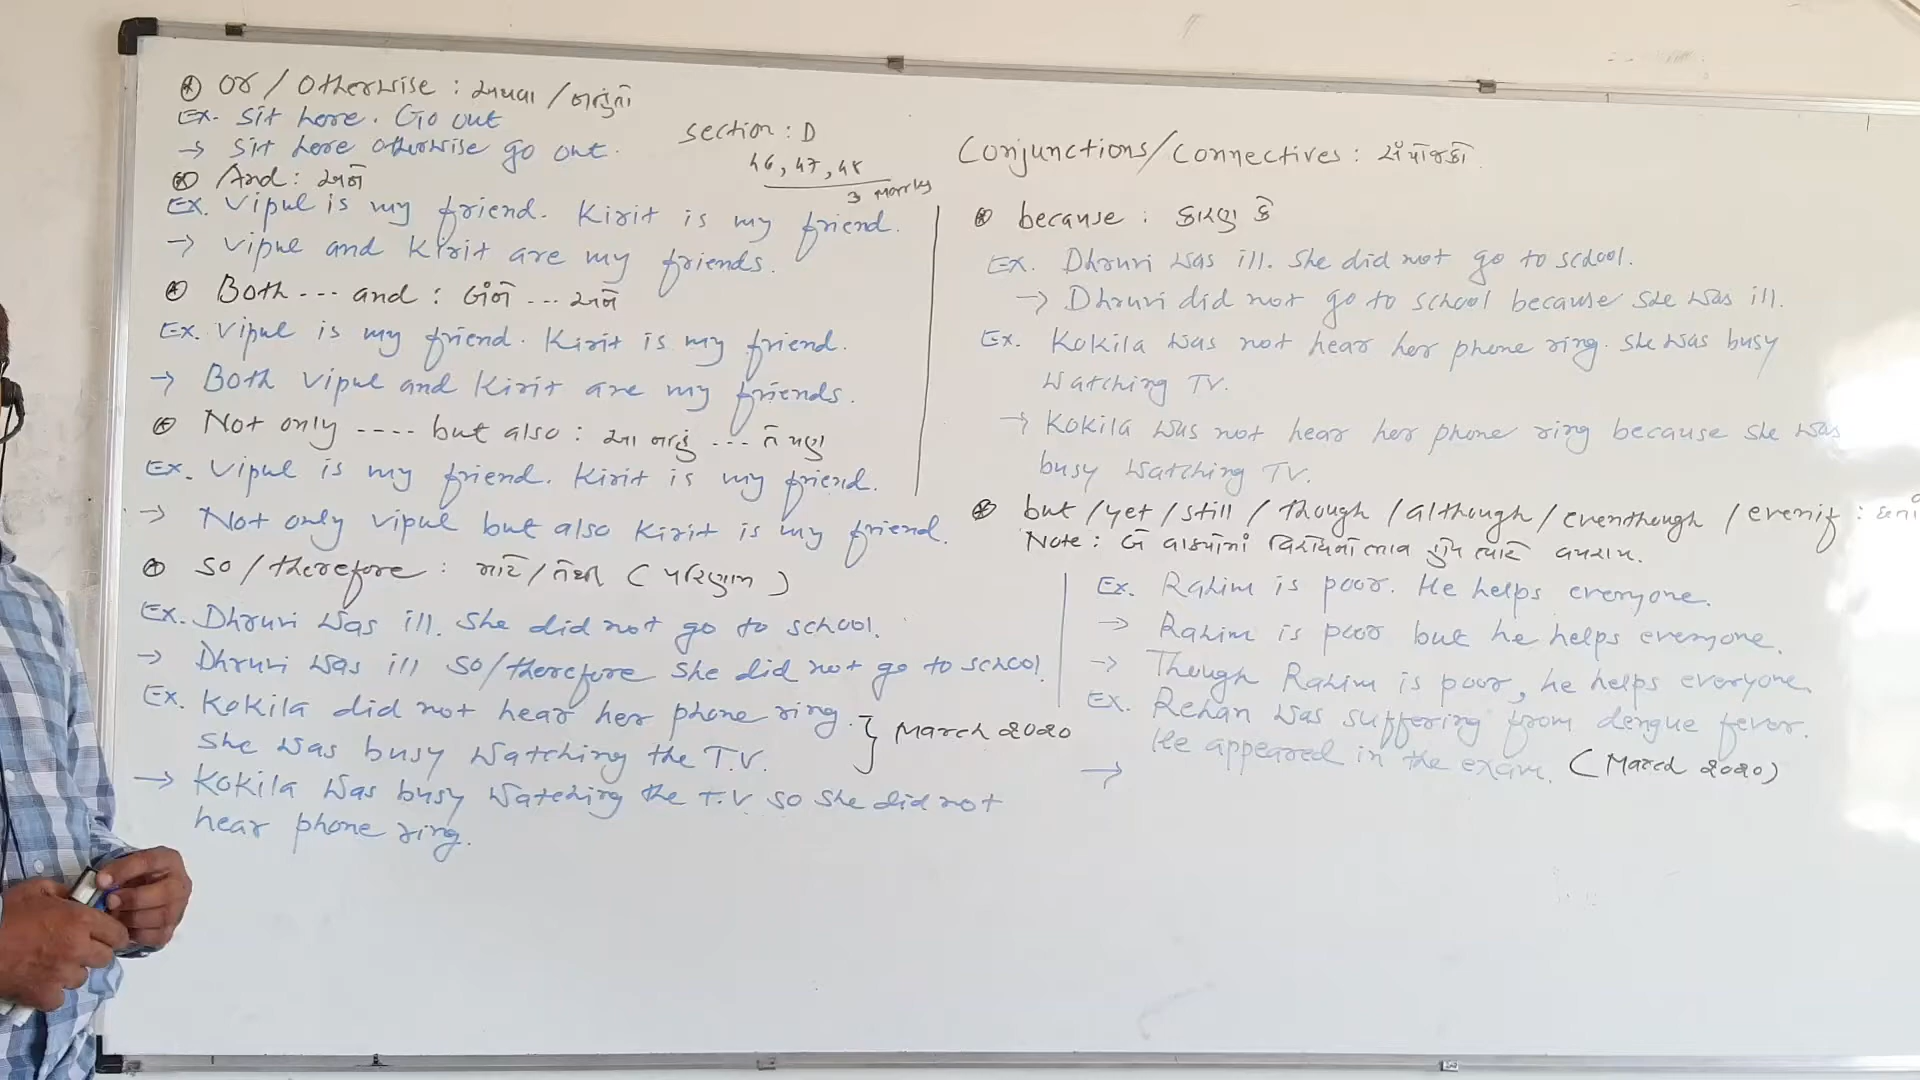 Conjunctions/Connectives: સંયોજકો
section: D
46, 47, 48
3 marks
or / otherwise : અથવા / નહીંતો
Ex. sit here. Go out
→ sit here otherwise go out.
And: અને
Ex. Vipul is my friend. Kirit is my friend.
→ Vipul and Kirit are my friends.
Both --- and : બંને --- અને
Ex. Vipul is my friend. Kirit is my friend.
→ Both Vipul and Kirit are my friends.
Not only ---- but also : આ નહીં --- તે પણ
Ex. Vipul is my friend. Kirit is my friend.
→ Not only Vipul but also Kirit is my friend.
so / therefore : માટે / તેથી ( પરિણામ )
Ex. Dhruvi was ill. she did not go to school.
→ Dhruvi was ill so/therefore she did not go to school.
Ex. Kokila did not hear her phone ring.
she was busy watching the T.V. } March 2020
→ Kokila was busy watching the T.V so she did not
hear phone ring.
because : કારણ કે
Ex. Dhruvi was ill. She did not go to school.
→ Dhruvi did not go to school because she was ill.
Ex. Kokila was not hear her phone ring. she was busy
watching TV.
→ Kokila was not hear her phone ring because she was
busy watching TV.
but / yet / still / though / although / eventhough / evenif :
Note : બે વાક્યોમાં વિરોધનો ભાવ હોય ત્યારે વપરાય.
Ex. Rahim is poor. He helps everyone.
→ Rahim is poor but he helps everyone.
→ Though Rahim is poor, he helps everyone.
Ex. Rehan was suffering from dengue fever.
He appeared in the exam. (March 2020)
→